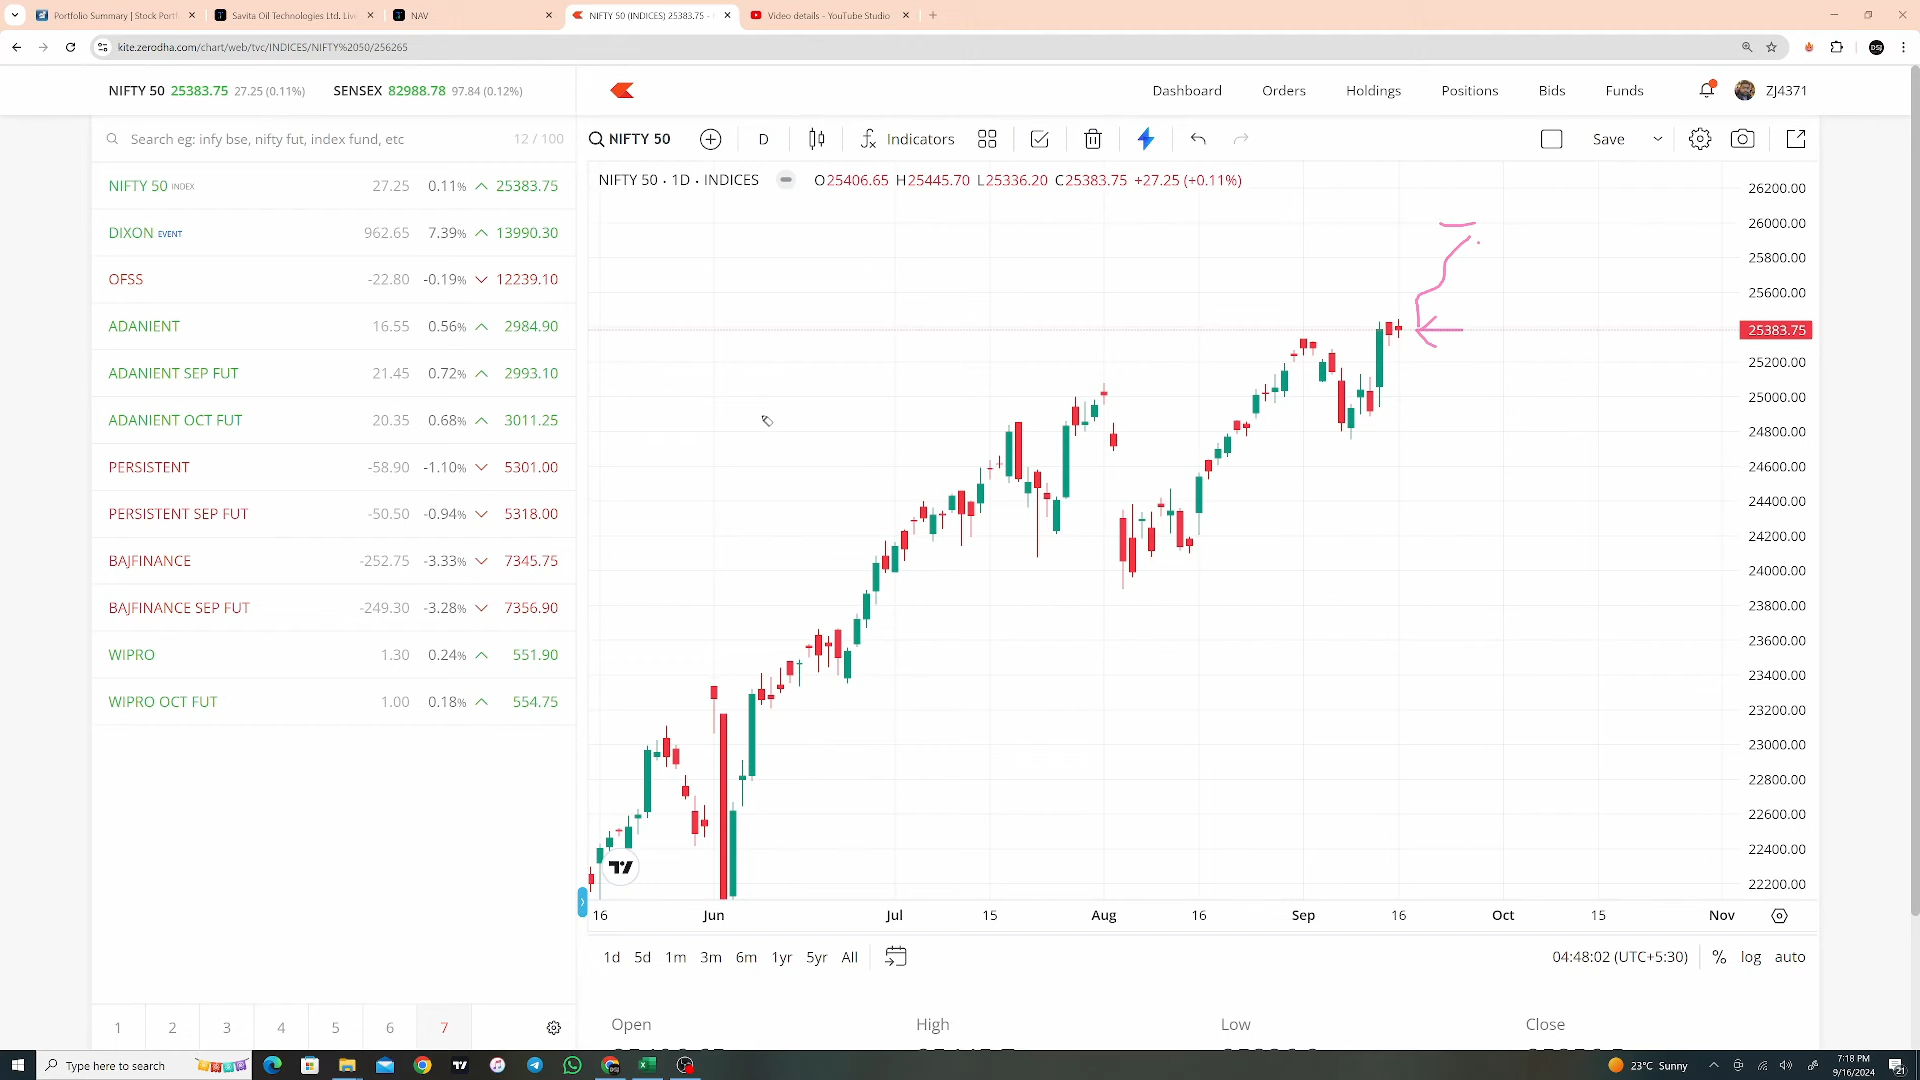 Portfolio Summary | Stock Portf
Savita Oil Technologies Ltd. Live
NAV
NIFTY 50 (INDICES) 25383.75 -
Video details - YouTube Studio
kite.zerodha.com/chart/web/tvc/INDICES/NIFTY%2050/256265
DSJ
NIFTY 50 25383.75 27.25 (0.11%)
SENSEX 82988.78 97.84 (0.12%)
Dashboard
Orders
Holdings
Positions
Bids
Funds
ZJ4371
Search eg: infy bse, nifty fut, index fund, etc
12 / 100
NIFTY 50
D
Indicators
Save
NIFTY 50 INDEX 27.25 0.11% 25383.75
DIXON EVENT 962.65 7.39% 13990.30
OFSS -22.80 -0.19% 12239.10
ADANIENT 16.55 0.56% 2984.90
ADANIENT SEP FUT 21.45 0.72% 2993.10
ADANIENT OCT FUT 20.35 0.68% 3011.25
PERSISTENT -58.90 -1.10% 5301.00
PERSISTENT SEP FUT -50.50 -0.94% 5318.00
BAJFINANCE -252.75 -3.33% 7345.75
BAJFINANCE SEP FUT -249.30 -3.28% 7356.90
WIPRO 1.30 0.24% 551.90
WIPRO OCT FUT 1.00 0.18% 554.75
1 2 3 4 5 6 7
NIFTY 50 · 1D · INDICES O25406.65 H25445.70 L25336.20 C25383.75 +27.25 (+0.11%)
26200.00
26000.00
25800.00
25600.00
25383.75
25200.00
25000.00
24800.00
24600.00
24400.00
24200.00
24000.00
23800.00
23600.00
23400.00
23200.00
23000.00
22800.00
22600.00
22400.00
22200.00
16 Jun Jul 15 Aug 16 Sep 16 Oct 15 Nov
1d 5d 1m 3m 6m 1yr 5yr All
04:48:02 (UTC+5:30) % log auto
Open High Low Close
Type here to search
23°C Sunny
7:18 PM
9/16/2024
21